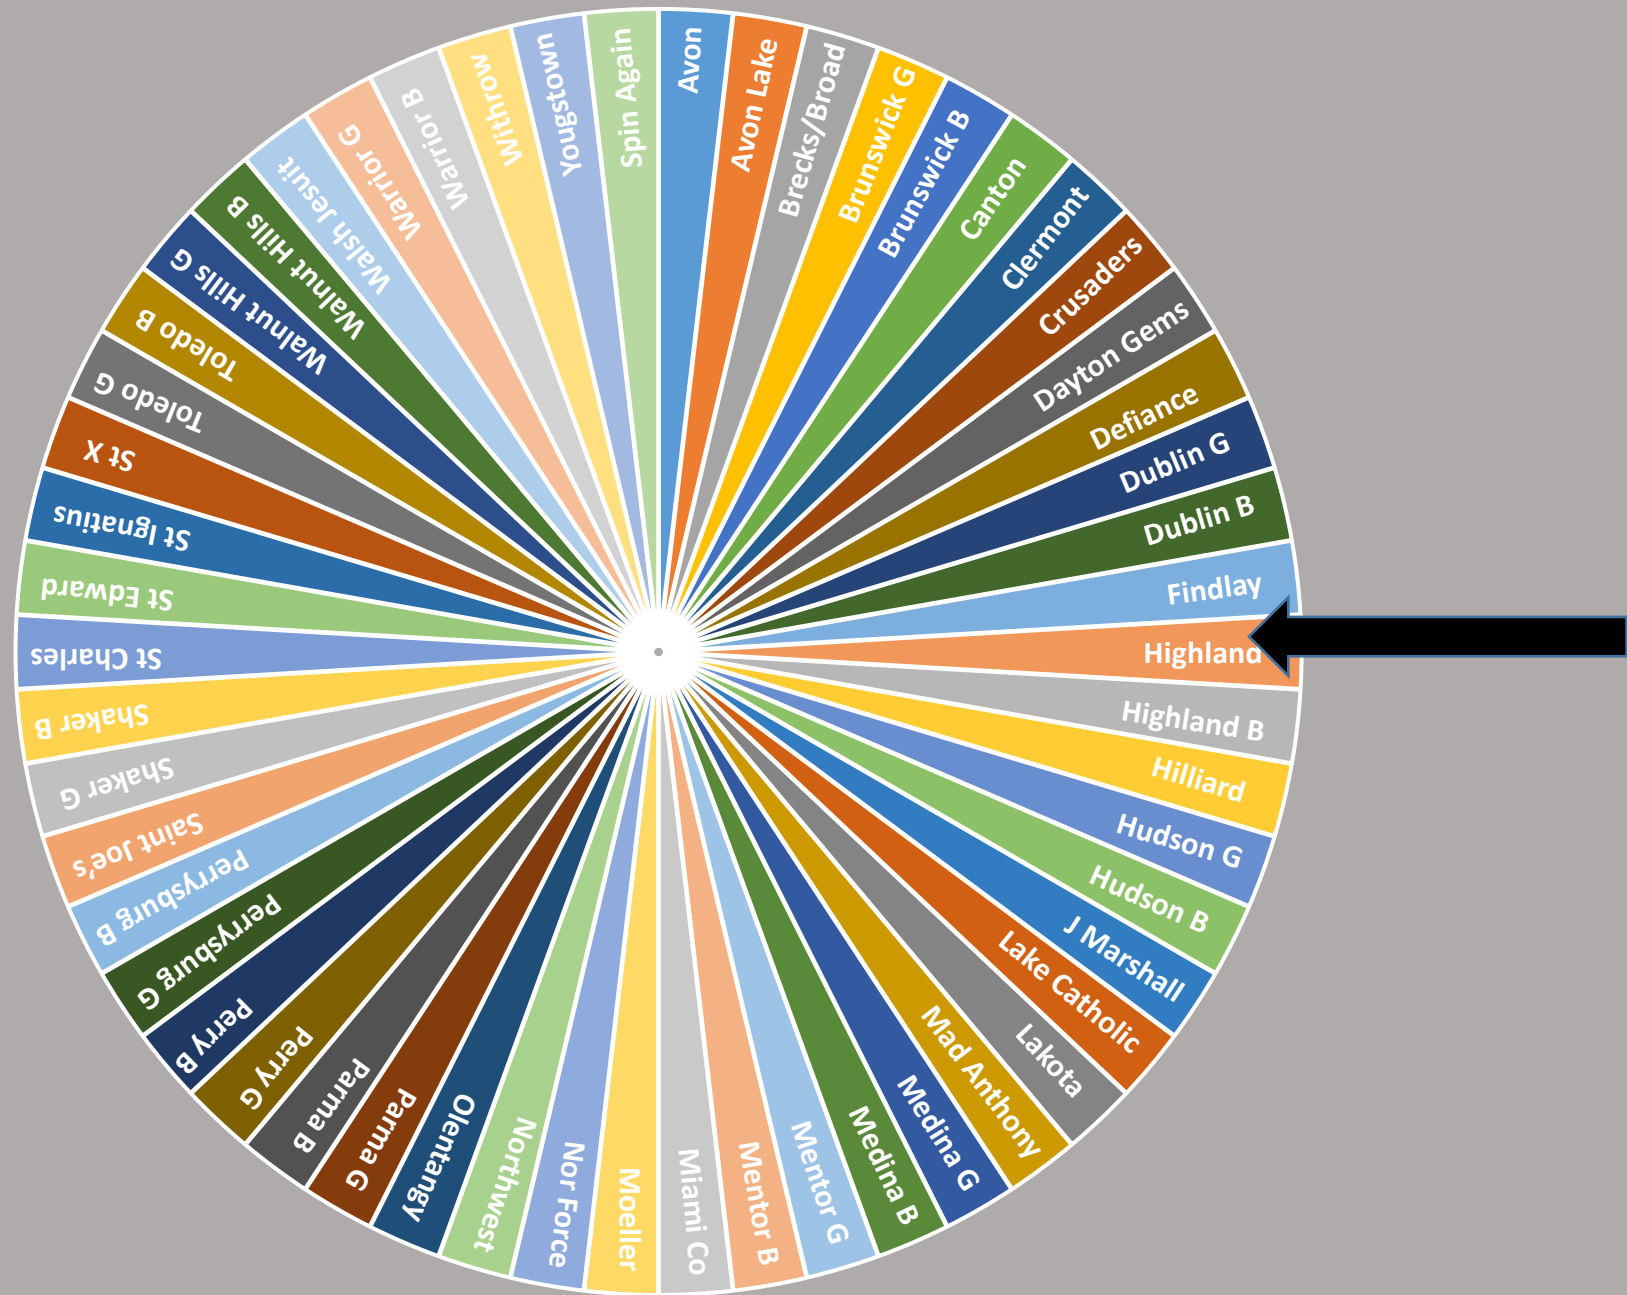 Avon
Avon Lake
Brecks/Broad
Brunswick G
Brunswick B
Canton
Clermont
Crusaders
Dayton Gems
Defiance
Dublin G
Dublin B
Findlay
Highland
Highland B
Hilliard
Hudson G
Hudson B
J Marshall
Lake Catholic
Lakota
Mad Anthony
Medina G
Medina B
Mentor G
Mentor B
Miami Co
Moeller
Nor Force
Northwest
Olentangy
Parma G
Parma B
Perry G
Perry B
Perrysburg G
Perrysburg B
Saint Joe's
Shaker G
Shaker B
St Charles
St Edward
St Ignatius
St X
Toledo G
Toledo B
Walnut Hills G
Walnut Hills B
Walsh Jesuit
Warrior G
Warrior B
Withrow
Yougstown
Spin Again